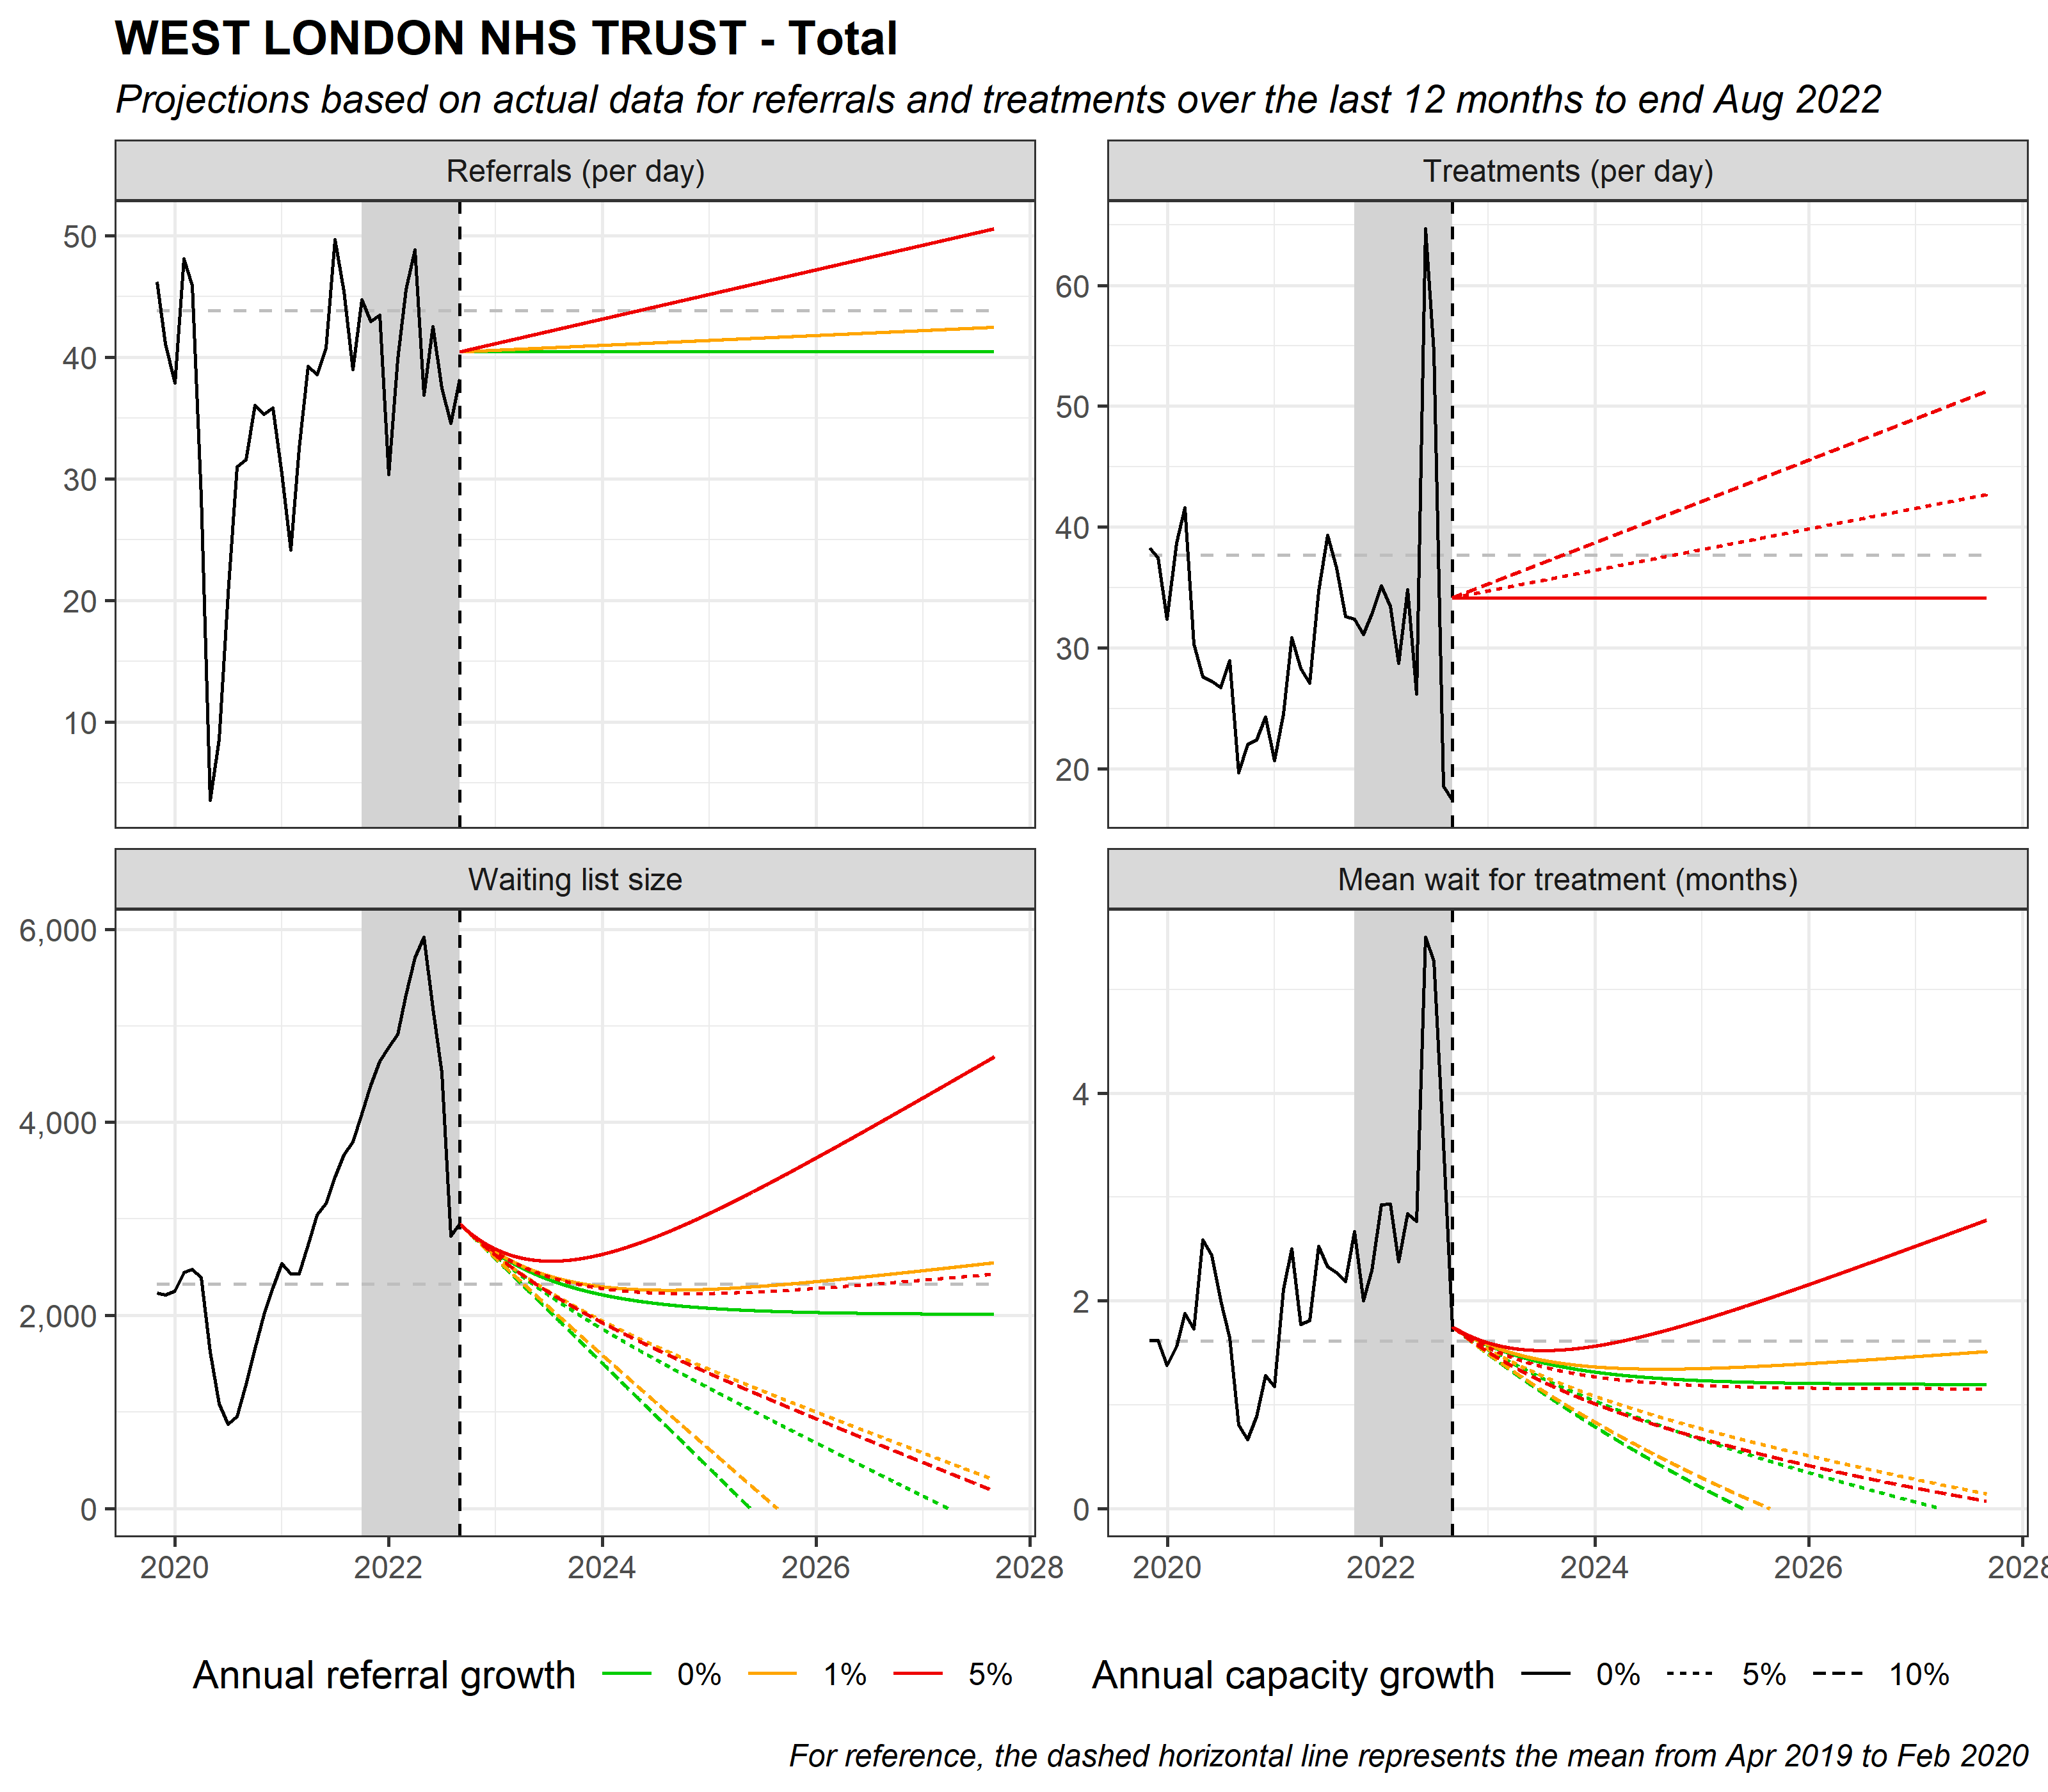 WEST LONDON NHS TRUST - Total
Projections based on actual data for referrals and treatments over the last 12 months to end Aug 2022
Referrals (per day)
Treatments (per day)
50
40
30
20
10
60
50
40
30
20
Waiting list size
Mean wait for treatment (months)
6,000
4,000
2,000
0
4
2
0
2020 2022 2024 2026 2028
2020 2022 2024 2026 2028
Annual referral growth 0% 1% 5%
Annual capacity growth 0% 5% 10%
For reference, the dashed horizontal line represents the mean from Apr 2019 to Feb 2020